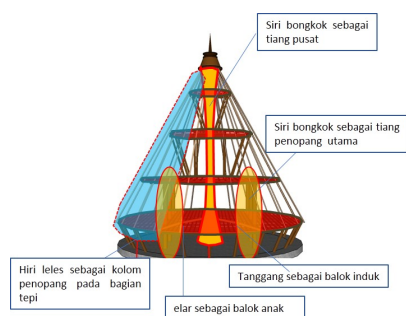 Siri bongkok sebagai
tiang pusat
Siri bongkok sebagai tiang
penopang utama
Hiri leles sebagai kolom
penopang pada bagian
tepi
Tanggang sebagai balok induk
elar sebagai balok anak